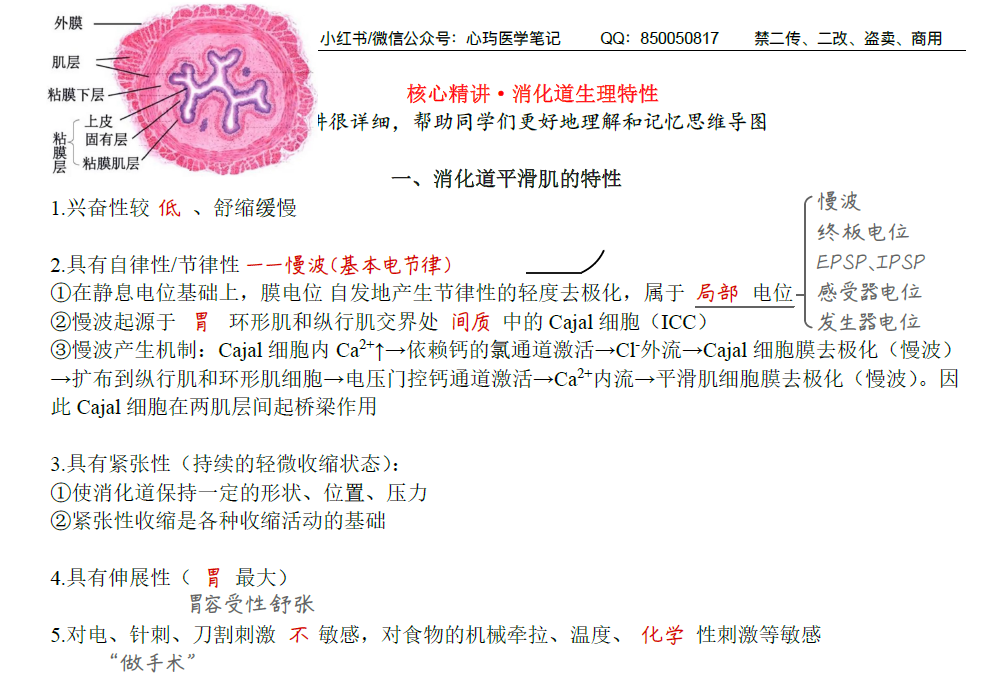 外膜
肌层
粘膜下层
上皮
固有层
粘膜肌层
粘膜层
小红书/微信公众号：心玙医学笔记 QQ：850050817 禁二传、二改、盗卖、商用
核心精讲·消化道生理特性
很详细，帮助同学们更好地理解和记忆思维导图
一、消化道平滑肌的特性
1.兴奋性较 低 、舒缩缓慢
2.具有自律性/节律性 ——慢波(基本电节律)
①在静息电位基础上，膜电位 自发地产生节律性的轻度去极化，属于 局部 电位
慢波
终板电位
EPSP、IPSP
感受器电位
发生器电位
②慢波起源于 胃 环形肌和纵行肌交界处 间质 中的 Cajal 细胞（ICC）
③慢波产生机制：Cajal 细胞内 Ca²⁺↑→依赖钙的氯通道激活→Cl⁻外流→Cajal 细胞膜去极化（慢波）
→扩布到纵行肌和环形肌细胞→电压门控钙通道激活→Ca²⁺内流→平滑肌细胞膜去极化（慢波）。因
此 Cajal 细胞在两肌层间起桥梁作用
3.具有紧张性（持续的轻微收缩状态）：
①使消化道保持一定的形状、位置、压力
②紧张性收缩是各种收缩活动的基础
4.具有伸展性（ 胃 最大）
胃容受性舒张
5.对电、针刺、刀割刺激 不 敏感，对食物的机械牵拉、温度、 化学 性刺激等敏感
“做手术”